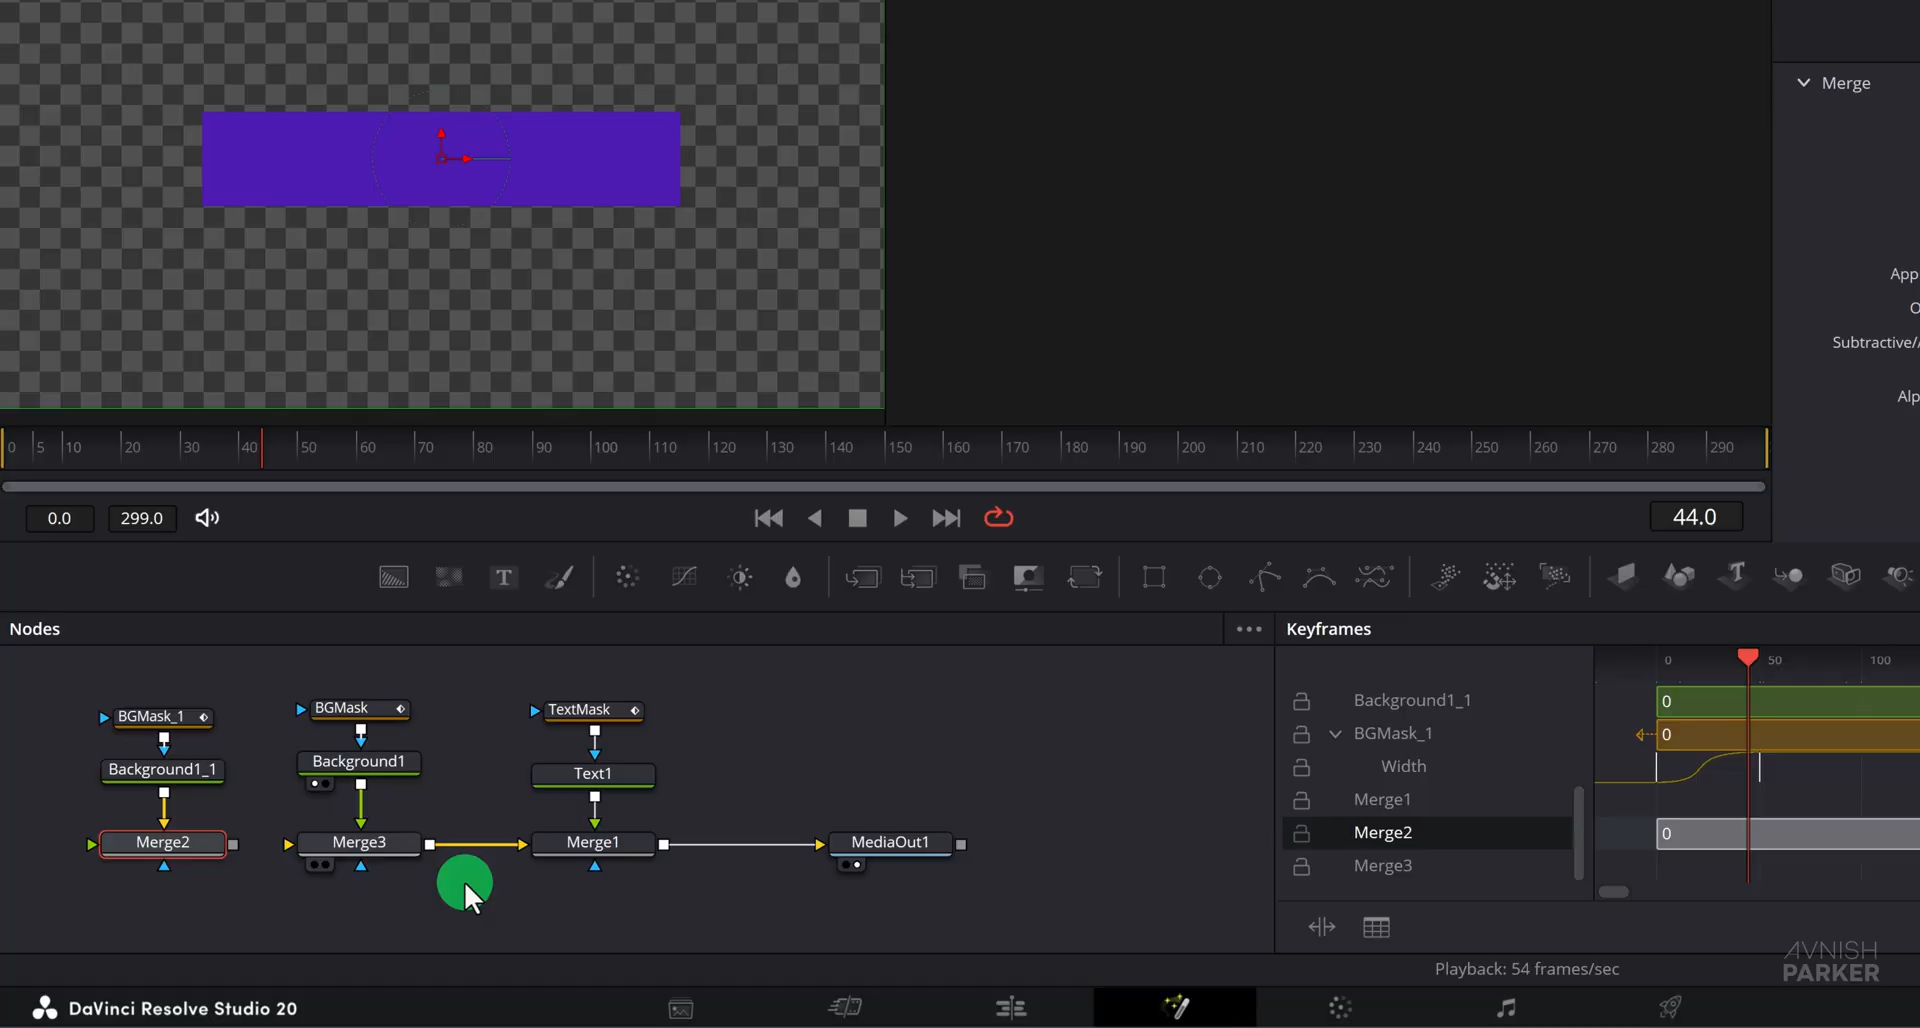 Merge
App
O
Subtractive/A
Alp
0 5 10 20 30 40 50 60 70 80 90 100 110 120 130 140 150 160 170 180 190 200 210 220 230 240 250 260 270 280 290
0.0 299.0 44.0
T
Nodes
Keyframes
0 50 100
BGMask_1
BGMask
TextMask
Background1_1
Background1
Text1
Merge2
Merge3
Merge1
MediaOut1
Background1_1 0
BGMask_1 0
Width
Merge1
Merge2 0
Merge3
AVNISH
PARKER
Playback: 54 frames/sec
DaVinci Resolve Studio 20